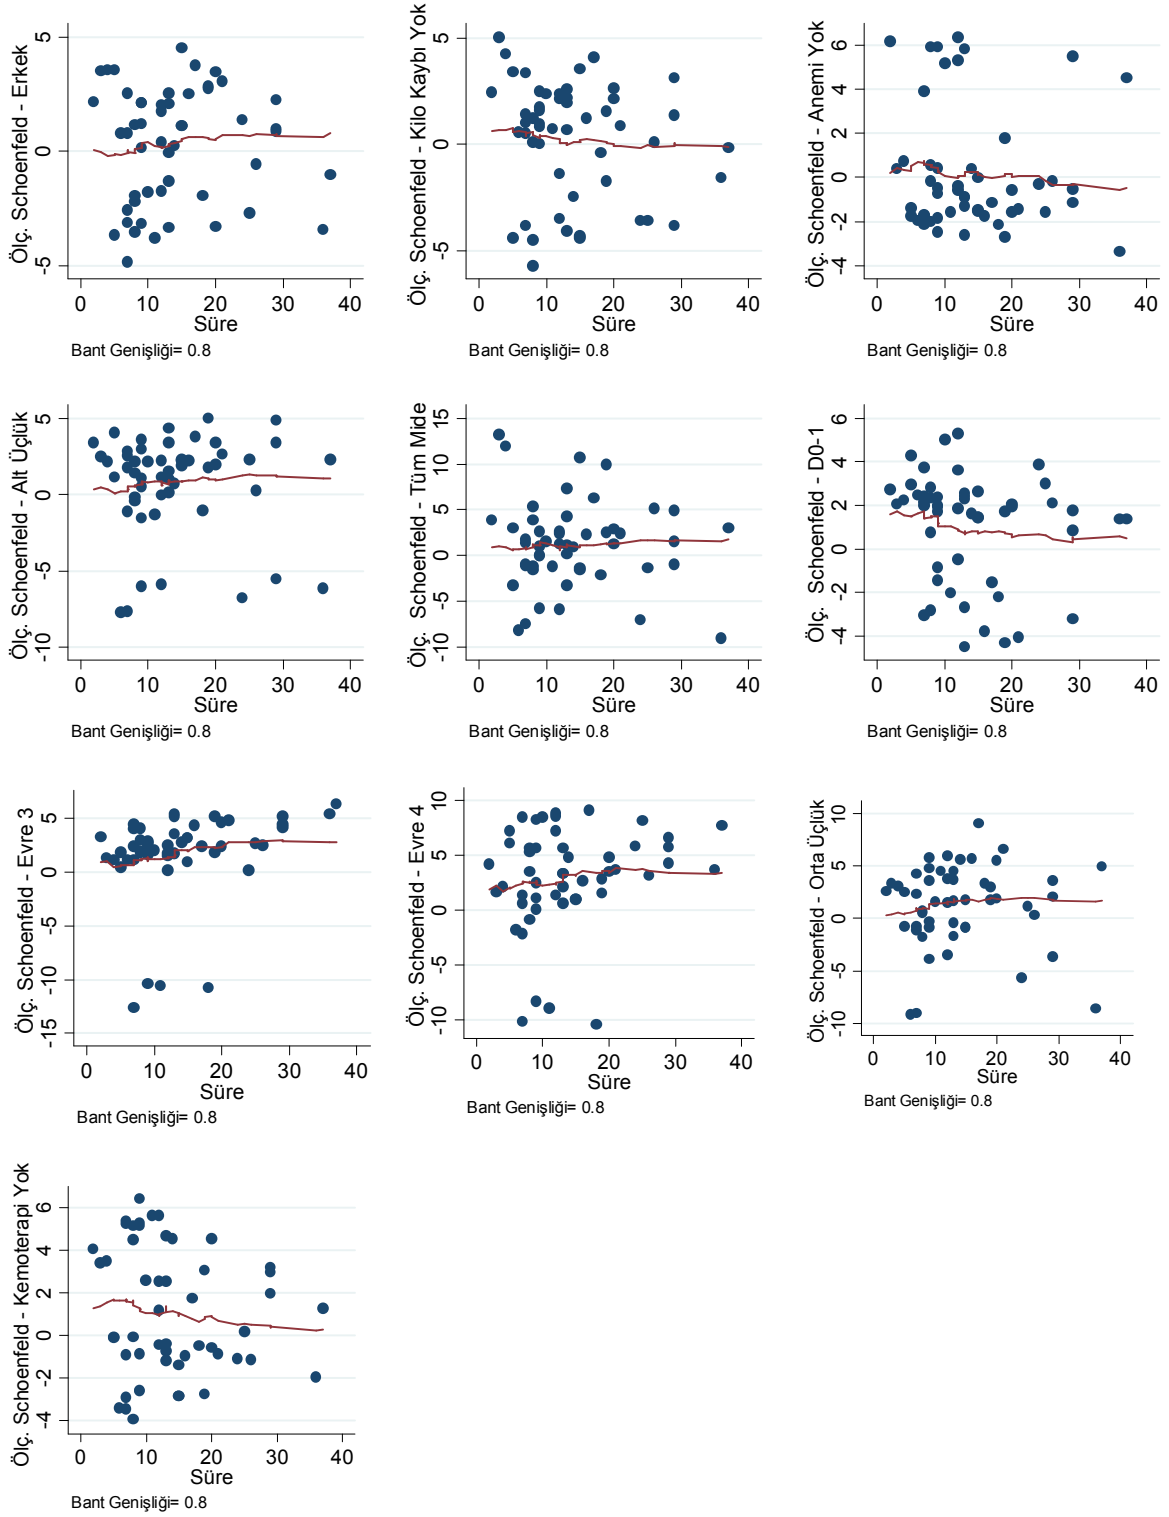 Ölç. Schoenfeld - Erkek
5
0
-5
0 10 20 30 40
Süre
Bant Genişliği= 0.8
Ölç. Schoenfeld - Kilo Kaybı Yok
5
0
-5
0 10 20 30 40
Süre
Bant Genişliği= 0.8
Ölç. Schoenfeld - Anemi Yok
6
4
2
0
-2
-4
0 10 20 30 40
Süre
Bant Genişliği= 0.8
Ölç. Schoenfeld - Alt Üçlük
5
0
-5
-10
0 10 20 30 40
Süre
Bant Genişliği= 0.8
Ölç. Schoenfeld - Tüm Mide
15
10
5
0
-5
-10
0 10 20 30 40
Süre
Bant Genişliği= 0.8
Ölç. Schoenfeld - D0-1
6
4
2
0
-2
-4
0 10 20 30 40
Süre
Bant Genişliği= 0.8
Ölç. Schoenfeld - Evre 3
5
0
-5
-10
-15
0 10 20 30 40
Süre
Bant Genişliği= 0.8
Ölç. Schoenfeld - Evre 4
10
5
0
-5
-10
0 10 20 30 40
Süre
Bant Genişliği= 0.8
Ölç. Schoenfeld - Orta Üçlük
10
5
0
-5
-10
0 10 20 30 40
Süre
Bant Genişliği= 0.8
Ölç. Schoenfeld - Kemoterapi Yok
6
4
2
0
-2
-4
0 10 20 30 40
Süre
Bant Genişliği= 0.8